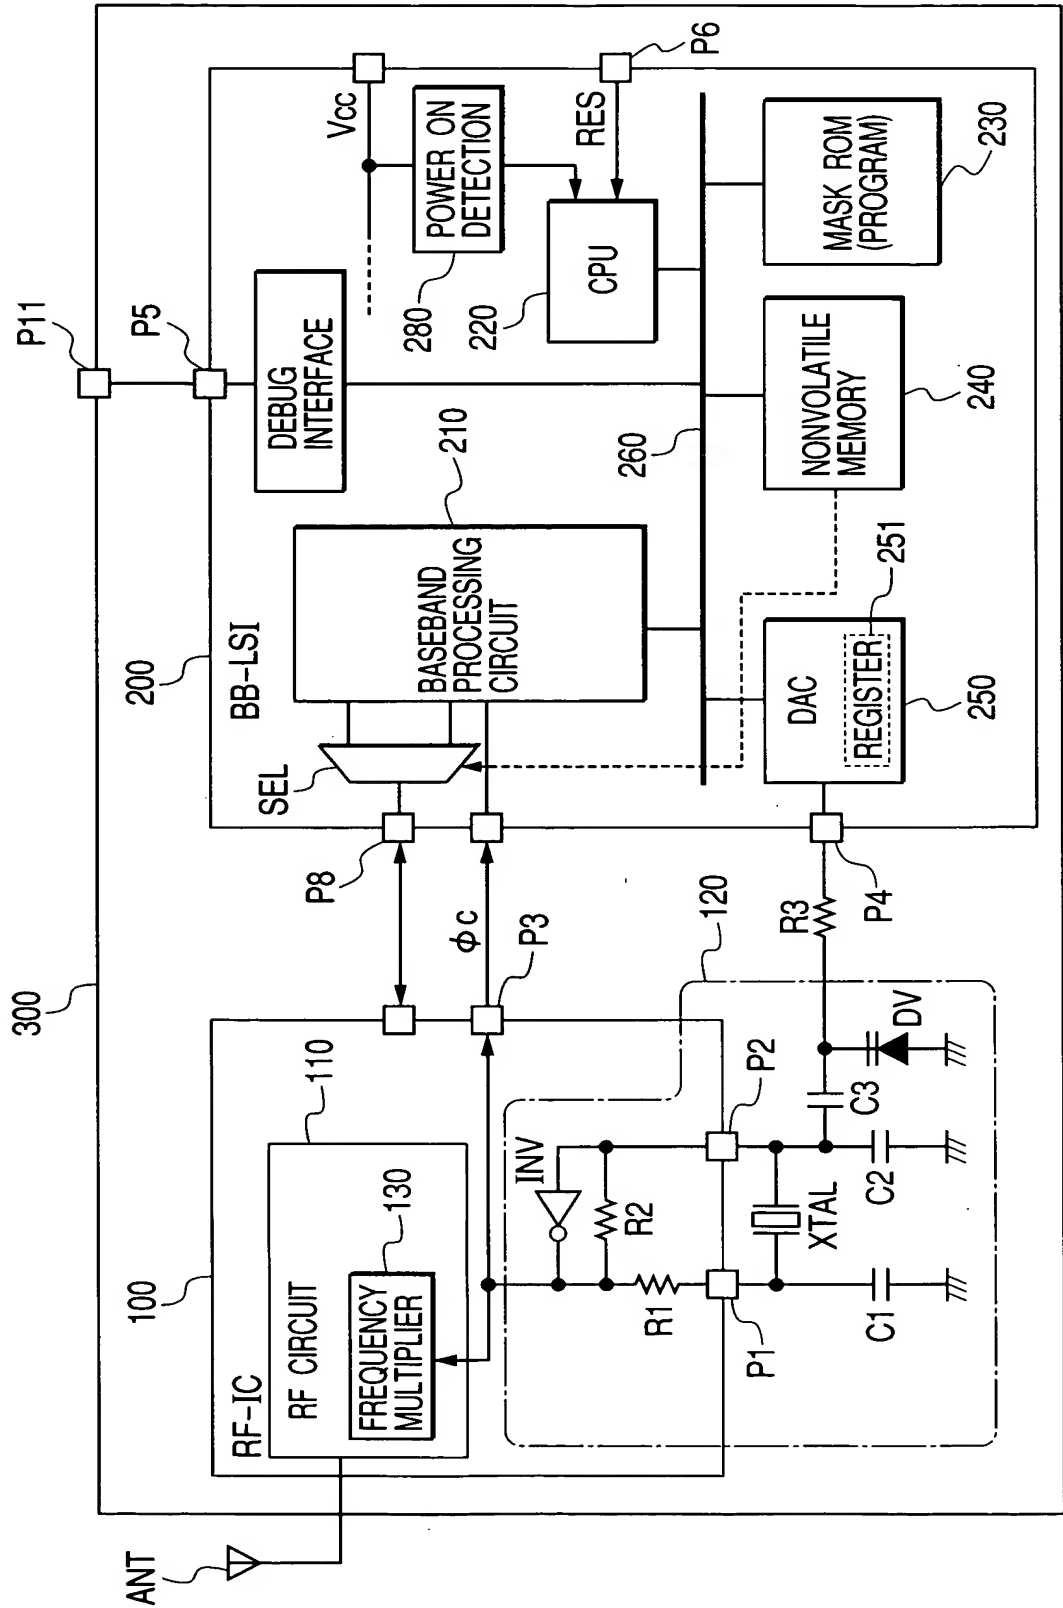 300
P11
200
BB-LSI
P5
DEBUG
INTERFACE
Vcc
POWER ON
DETECTION
280
RES
P6
220
CPU
SEL
BASEBAND
PROCESSING
CIRCUIT
210
260
P8
ϕc
P3
MASK ROM
(PROGRAM)
230
NONVOLATILE
MEMORY
240
DAC
REGISTER
251
250
P4
R3
120
ANT
100
RF-IC
RF CIRCUIT
110
FREQUENCY
MULTIPLIER
130
INV
R2
R1
P1
P2
XTAL
C1
C2
C3
DV